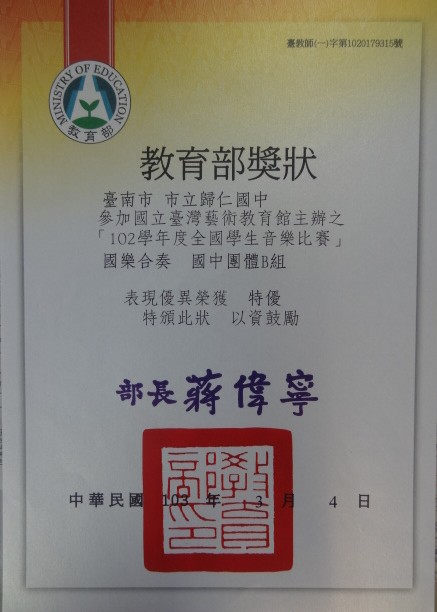 臺教師(一)字第1020179315號
MINISTRY OF EDUCATION
教育部
教育部獎狀
臺南市 市立歸仁國中
參加國立臺灣藝術教育館主辦之
「102學年度全國學生音樂比賽」
國樂合奏 國中團體B組
表現優異榮獲 特優
特頒此狀 以資鼓勵
部長 蔣偉寧
中華民國 103 年 3 月 4 日